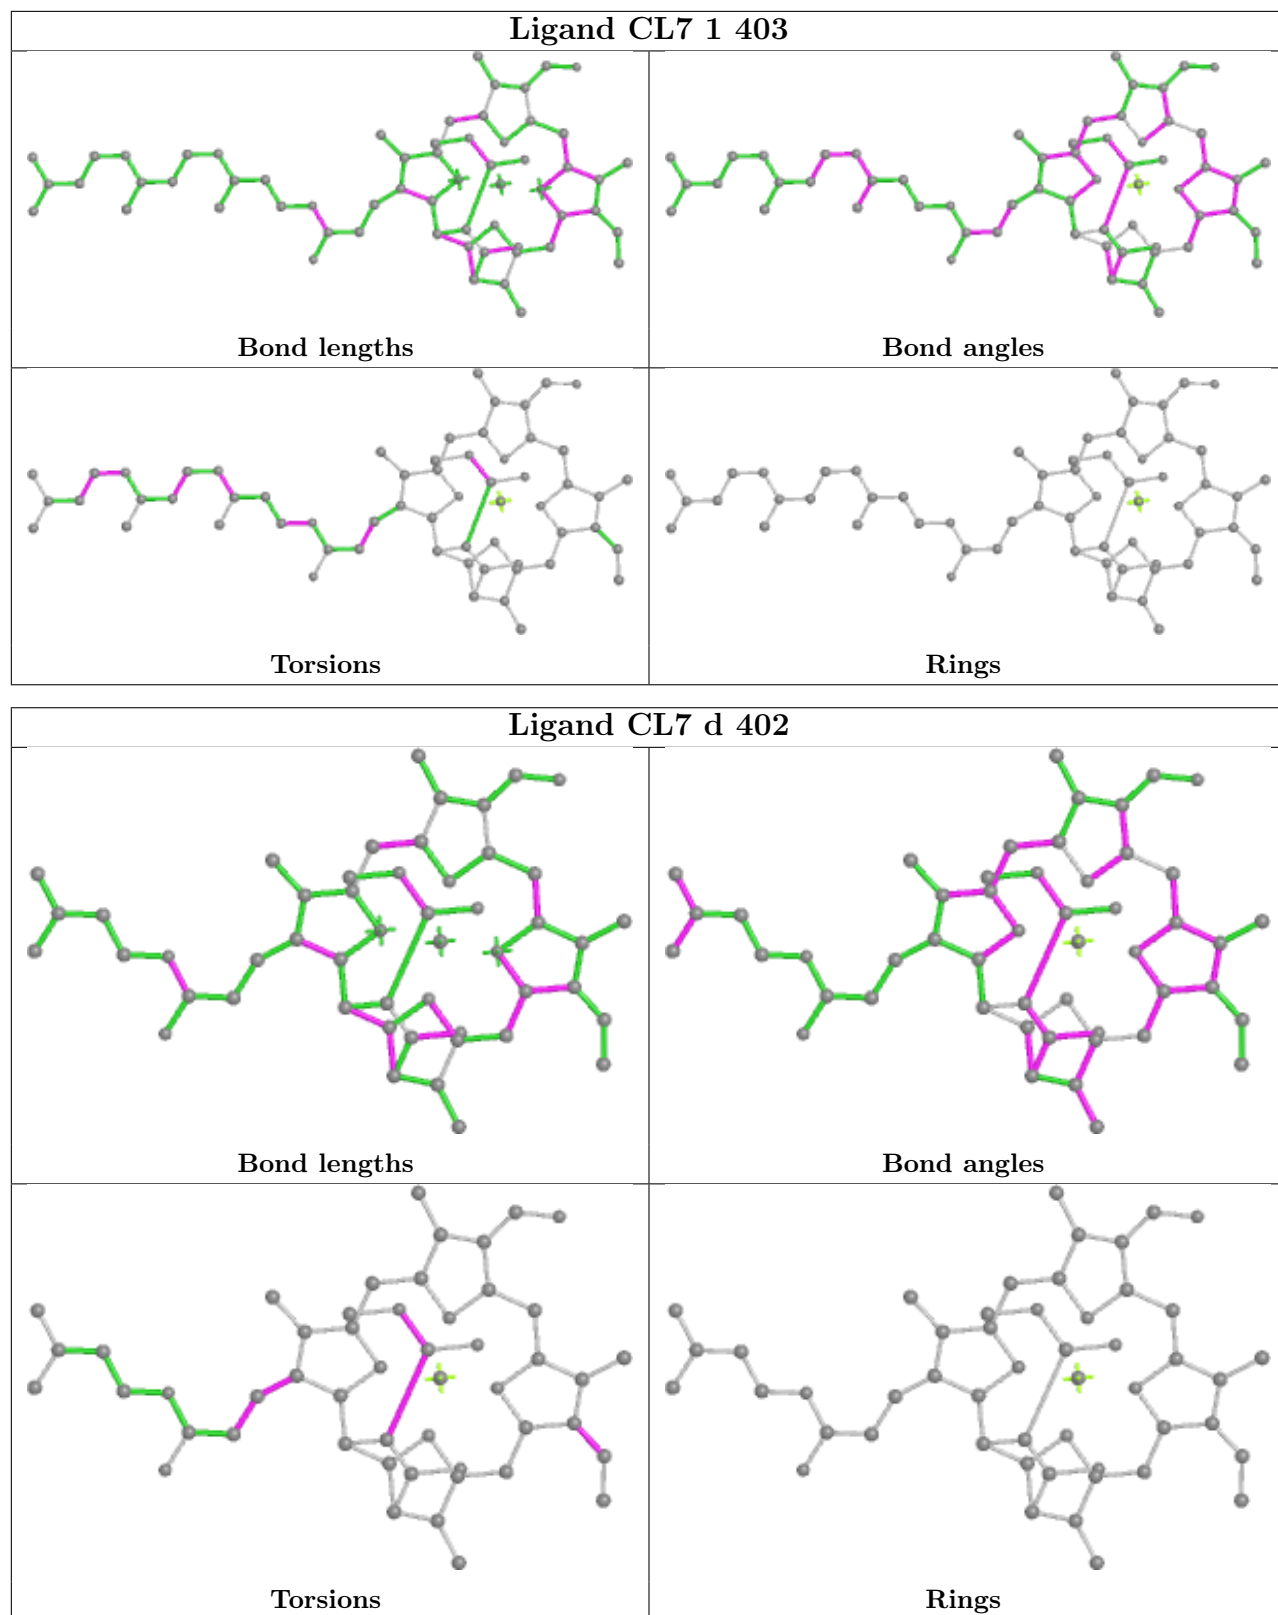 Ligand CL7 1 403
Bond lengths
Bond angles
Torsions
Rings
Ligand CL7 d 402
Bond lengths
Bond angles
Torsions
Rings